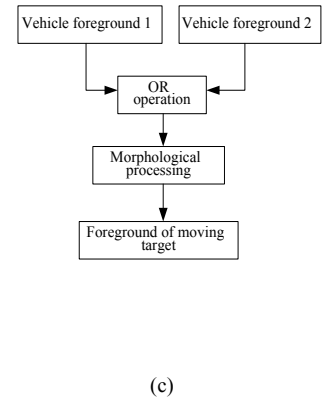 Vehicle foreground 1
Vehicle foreground 2
OR
operation
Morphological
processing
Foreground of moving
target
(c)